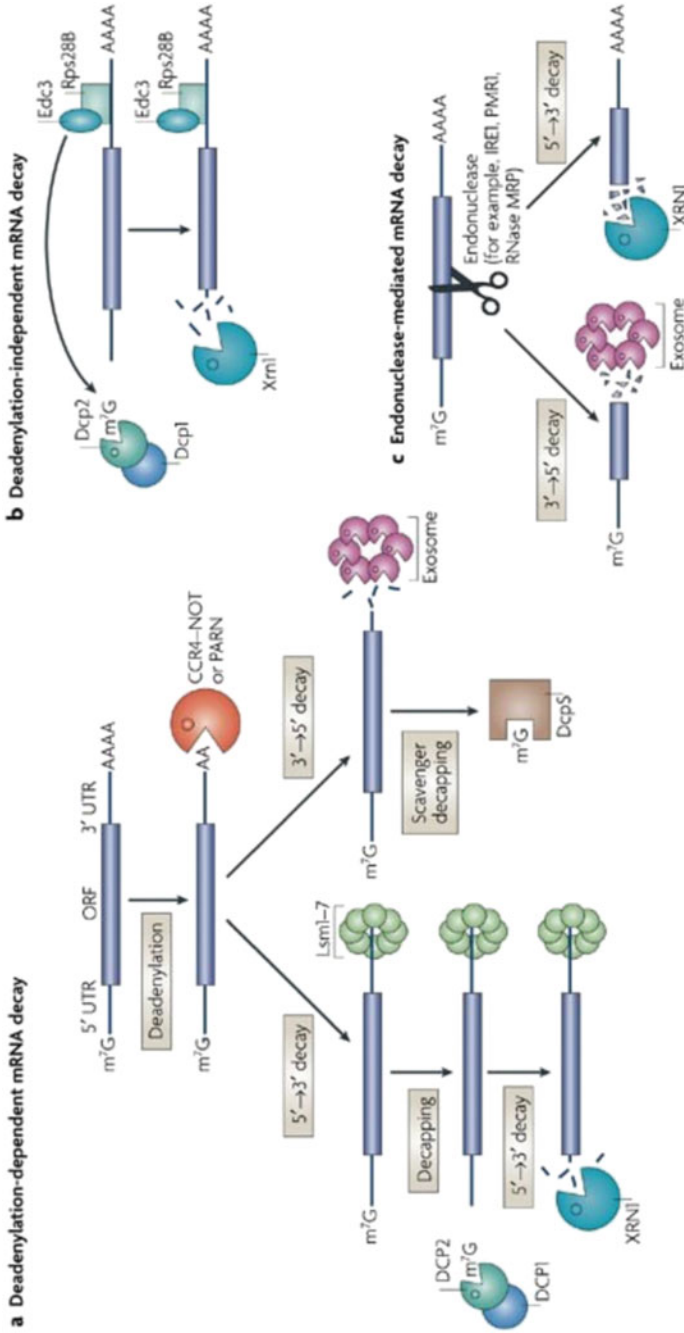 a Deadenylation-dependent mRNA decay
5′ UTR ORF 3′ UTR
m⁷G AAAA
Deadenylation
m⁷G AA
CCR4–NOT
or PARN
5′→3′ decay
3′→5′ decay
Lsm1–7
m⁷G
Decapping
DCP2
m⁷G
DCP1
5′→3′ decay
XRN1
m⁷G
Exosome
Scavenger
decapping
m⁷G
DcpS
b Deadenylation-independent mRNA decay
Edc3
Rps28B
AAAA
Dcp2
m⁷G
Dcp1
Edc3
Rps28B
AAAA
Xrn1
c Endonuclease-mediated mRNA decay
m⁷G AAAA
Endonuclease
(for example, IRE1, PMR1,
RNase MRP)
3′→5′ decay
5′→3′ decay
m⁷G
Exosome
AAAA
XRN1